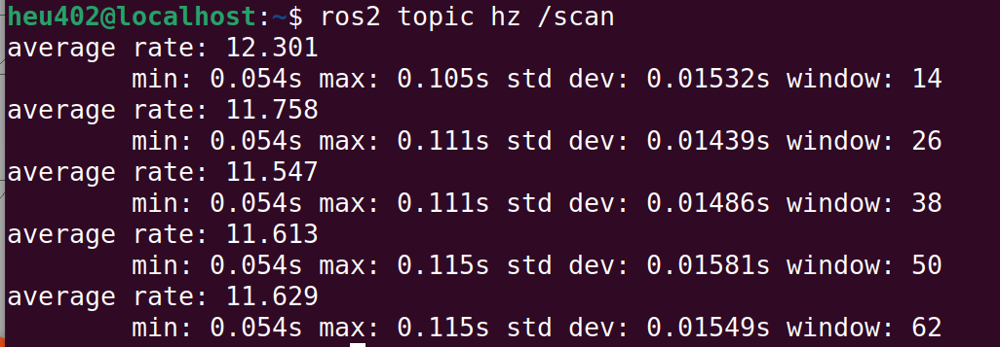 heu402@localhost:~$ ros2 topic hz /scan
average rate: 12.301
        min: 0.054s max: 0.105s std dev: 0.01532s window: 14
average rate: 11.758
        min: 0.054s max: 0.111s std dev: 0.01439s window: 26
average rate: 11.547
        min: 0.054s max: 0.111s std dev: 0.01486s window: 38
average rate: 11.613
        min: 0.054s max: 0.115s std dev: 0.01581s window: 50
average rate: 11.629
        min: 0.054s max: 0.115s std dev: 0.01549s window: 62